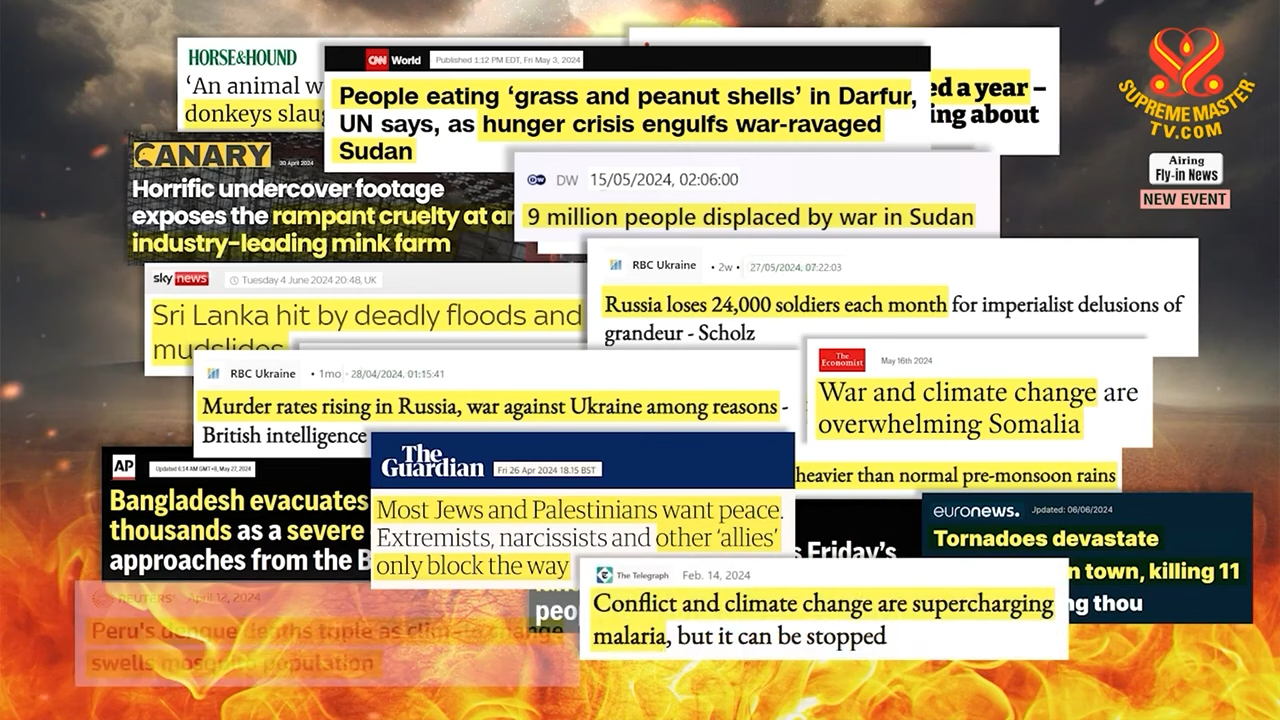 HORSE&HOUND
'An animal w
donkeys slau
CNN World
Published 1:12 PM EDT, Fri May 3, 2024
People eating 'grass and peanut shells' in Darfur,
UN says, as hunger crisis engulfs war-ravaged
Sudan
ed a year –
ing about
SUPREME MASTER
TV.COM
Airing
Fly-in News
NEW EVENT
CANARY
30 April 2024
Horrific undercover footage
exposes the rampant cruelty at an
industry-leading mink farm
DW 15/05/2024, 02:06:00
9 million people displaced by war in Sudan
sky news
Tuesday 4 June 2024 20:48, UK
Sri Lanka hit by deadly floods and
mudslides
RBC Ukraine • 2w • 27/05/2024, 07:22:03
Russia loses 24,000 soldiers each month for imperialist delusions of
grandeur - Scholz
RBC Ukraine • 1mo - 28/04/2024, 01:15:41
Murder rates rising in Russia, war against Ukraine among reasons -
British intelligence
The Economist
May 16th 2024
War and climate change are
overwhelming Somalia
heavier than normal pre-monsoon rains
AP
Updated 6:14 AM GMT+8, May 27, 2024
Bangladesh evacuates
thousands as a severe
approaches from the B
The Guardian
Fri 26 Apr 2024 18.15 BST
Most Jews and Palestinians want peace.
Extremists, narcissists and other 'allies'
only block the way
s Friday's
peop
euronews.
Jpdated: 06/06/2024
Tornadoes devastate
n town, killing 11
ng thou
The Telegraph
Feb. 14, 2024
Conflict and climate change are supercharging
malaria, but it can be stopped
REUTERS
April 12, 2024
Peru's dengue deaths triple as climate change
swells mosquito population